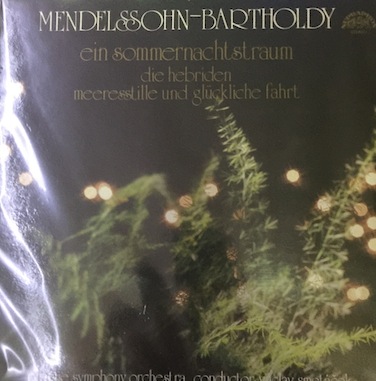 MENDELSSOHN-BARTHOLDY
ein sommernachtstraum
die hebriden
meeresstille und glückliche fahrt
symphony orchestra conductor